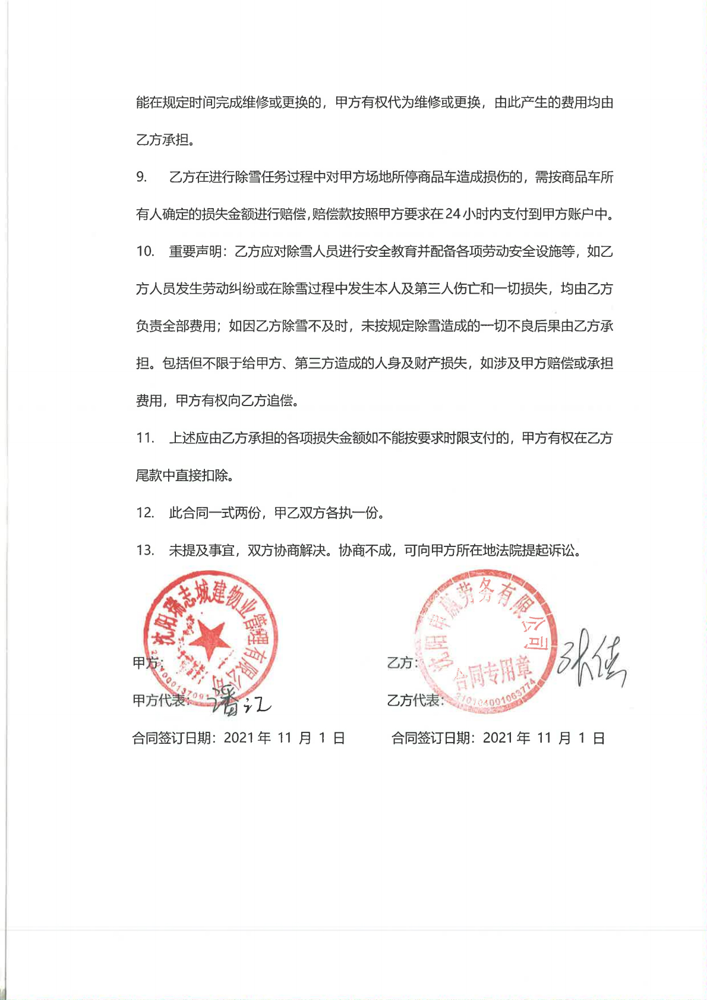 能在规定时间完成维修或更换的，甲方有权代为维修或更换，由此产生的费用均由
乙方承担。
9. 乙方在进行除雪任务过程中对甲方场地所停商品车造成损伤的，需按商品车所
有人确定的损失金额进行赔偿，赔偿款按照甲方要求在24小时内支付到甲方账户中。
10. 重要声明：乙方应对除雪人员进行安全教育并配备各项劳动安全设施等，如乙
方人员发生劳动纠纷或在除雪过程中发生本人及第三人伤亡和一切损失，均由乙方
负责全部费用；如因乙方除雪不及时，未按规定除雪造成的一切不良后果由乙方承
担。包括但不限于给甲方、第三方造成的人身及财产损失，如涉及甲方赔偿或承担
费用，甲方有权向乙方追偿。
11. 上述应由乙方承担的各项损失金额如不能按要求时限支付的，甲方有权在乙方
尾款中直接扣除。
12. 此合同一式两份，甲乙双方各执一份。
13. 未提及事宜，双方协商解决。协商不成，可向甲方所在地法院提起诉讼。
沈阳瑞志城建物业管理有限公司
沈阳申赢劳务有限公司
合同专用章
210104001063774
甲方：
乙方：
甲方代表：
乙方代表：
合同签订日期：2021年 11 月 1 日
合同签订日期：2021年 11 月 1 日